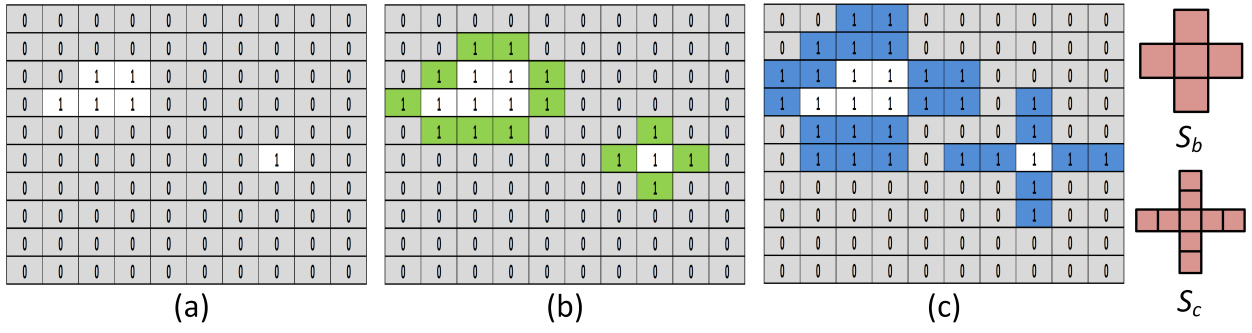 0 0 0 0 0 0 0 0 0 0
0 0 0 0 0 0 0 0 0 0
0 0 1 1 0 0 0 0 0 0
0 1 1 1 0 0 0 0 0 0
0 0 0 0 0 0 0 0 0 0
0 0 0 0 0 0 0 1 0 0
0 0 0 0 0 0 0 0 0 0
0 0 0 0 0 0 0 0 0 0
0 0 0 0 0 0 0 0 0 0
0 0 0 0 0 0 0 0 0 0
(a)
0 0 0 0 0 0 0 0 0 0
0 0 1 1 0 0 0 0 0 0
0 1 1 1 1 0 0 0 0 0
1 1 1 1 1 0 0 0 0 0
0 1 1 1 0 0 0 1 0 0
0 0 0 0 0 0 1 1 1 0
0 0 0 0 0 0 0 1 0 0
0 0 0 0 0 0 0 0 0 0
0 0 0 0 0 0 0 0 0 0
0 0 0 0 0 0 0 0 0 0
(b)
0 0 1 1 0 0 0 0 0 0
0 1 1 1 0 0 0 0 0 0
1 1 1 1 1 1 0 0 0 0
1 1 1 1 1 1 0 1 0 0
0 1 1 1 0 0 0 1 0 0
0 1 1 1 0 1 1 1 1 1
0 0 0 0 0 0 0 1 0 0
0 0 0 0 0 0 0 1 0 0
0 0 0 0 0 0 0 0 0 0
0 0 0 0 0 0 0 0 0 0
(c)
S_b
S_c